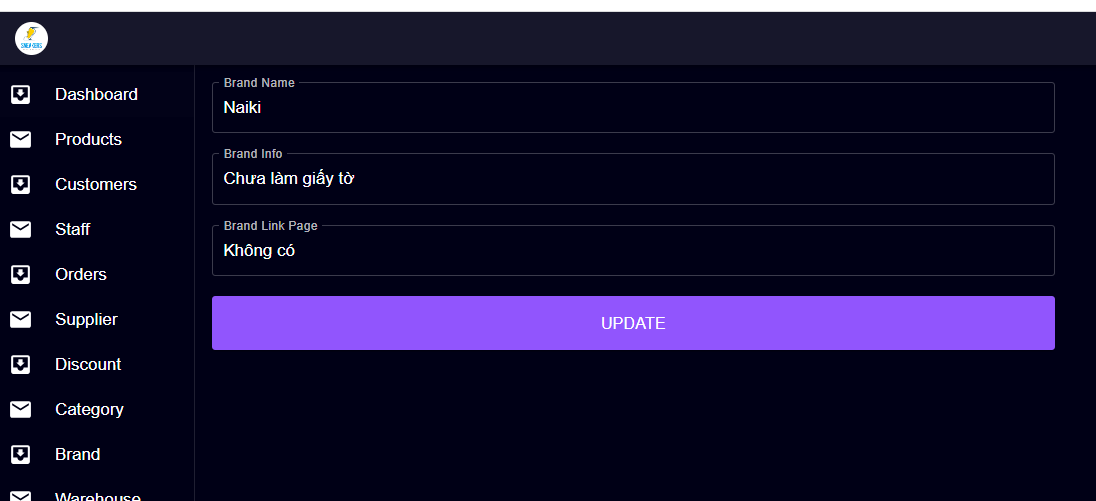 SNEAKERS
Dashboard
Products
Customers
Staff
Orders
Supplier
Discount
Category
Brand
Warehouse
Brand Name
Naiki
Brand Info
Chưa làm giấy tờ
Brand Link Page
Không có
UPDATE